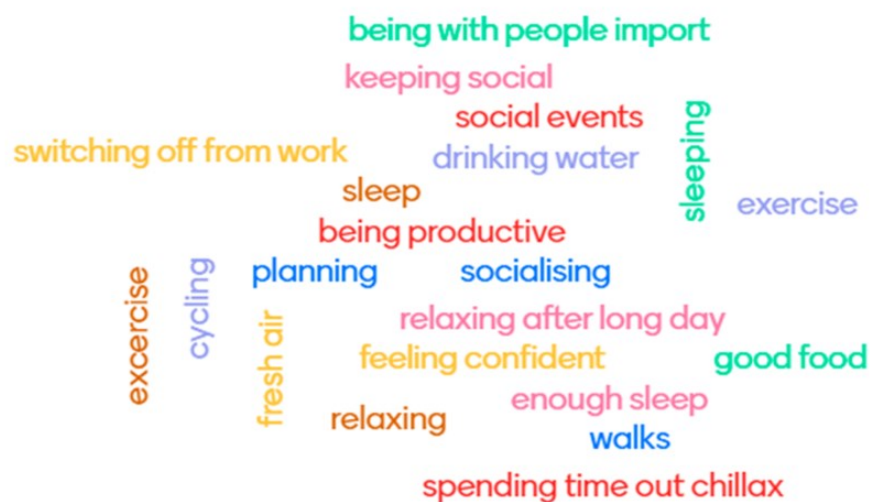 being with people import
keeping social
social events
sleeping
switching off from work
drinking water
sleep
exercise
being productive
planning
socialising
excercise
cycling
fresh air
relaxing after long day
feeling confident
good food
enough sleep
relaxing
walks
spending time out chillax